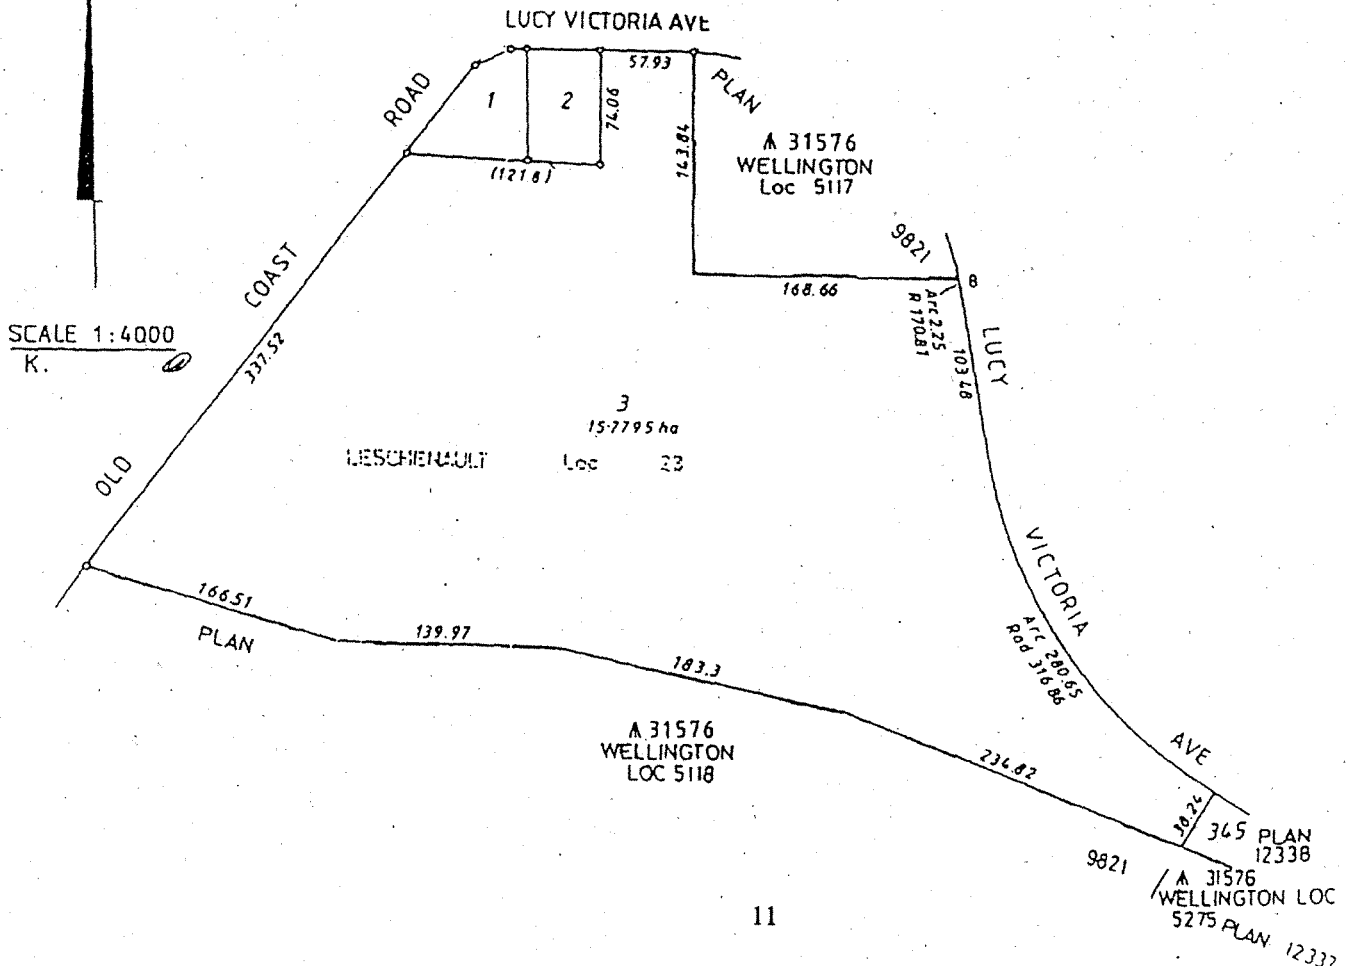 LUCY VICTORIA AVE
57.93
PLAN
ROAD
1
2
74.06
143.84
⩚ 31576
WELLINGTON
Loc 5117
(121.8)
9821
8
168.66
Arc 2.25
R 170.81
103.48
LUCY
COAST
SCALE 1:4000
K.
337.52
3
15.7795 ha
LESCHENAULT Loc 23
OLD
VICTORIA
166.51
PLAN
139.97
183.3
Arc 280.65
Rad 316.86
⩚ 31576
WELLINGTON
LOC 5118
AVE
234.82
38.24
345 PLAN
12338
9821
⩚ 31576
WELLINGTON LOC
5275 PLAN 12337
11